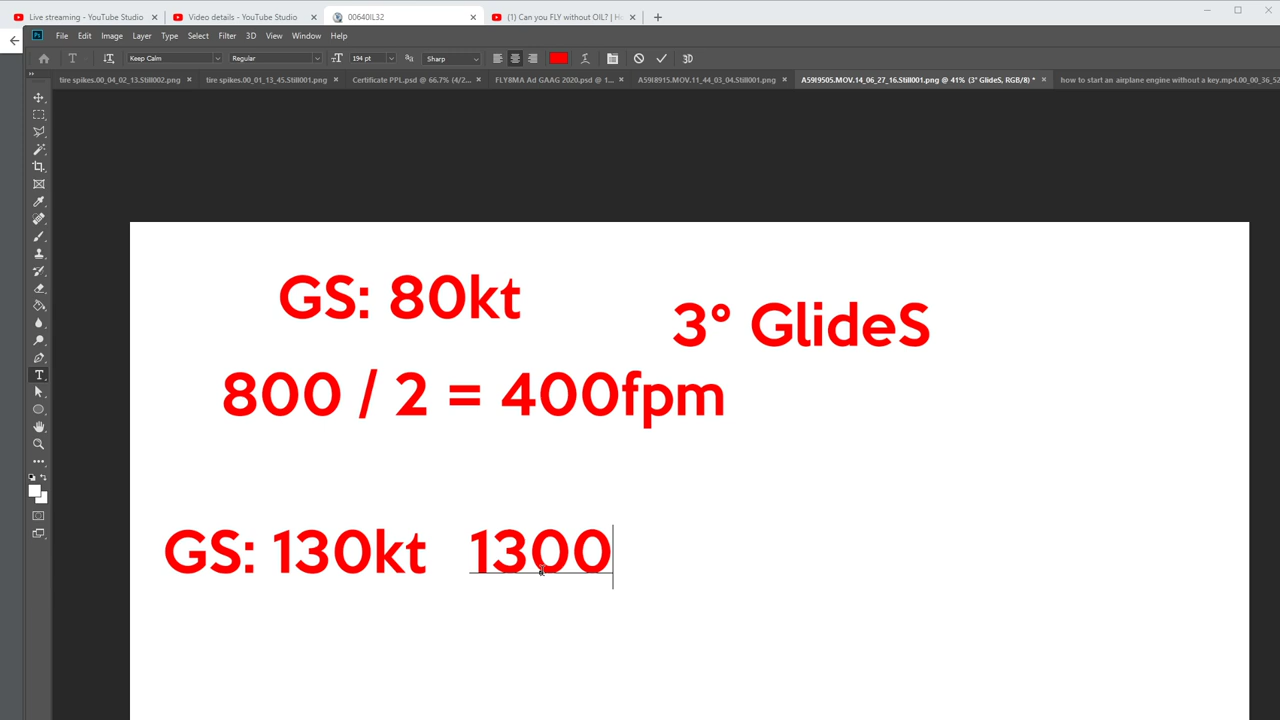 Live streaming - YouTube Studio
Video details - YouTube Studio
00640IL32
(1) Can you FLY without OIL? | H
File Edit Image Layer Type Select Filter 3D View Window Help
Keep Calm Regular 194 pt Sharp
tire spikes.00_04_02_13.Still002.png
tire spikes.00_01_13_45.Still001.png
Certificate PPL.psd @ 66.7% (4/2...
FLY8MA Ad GAAG 2020.psd @ 1...
A59I8915.MOV.11_44_03_04.Still001.png
A59I9505.MOV.14_06_27_16.Still001.png @ 41% (3° GlideS, RGB/8) *
how to start an airplane engine without a key.mp4.00_00_36_52
GS: 80kt
3° GlideS
800 / 2 = 400fpm
GS: 130kt 1300